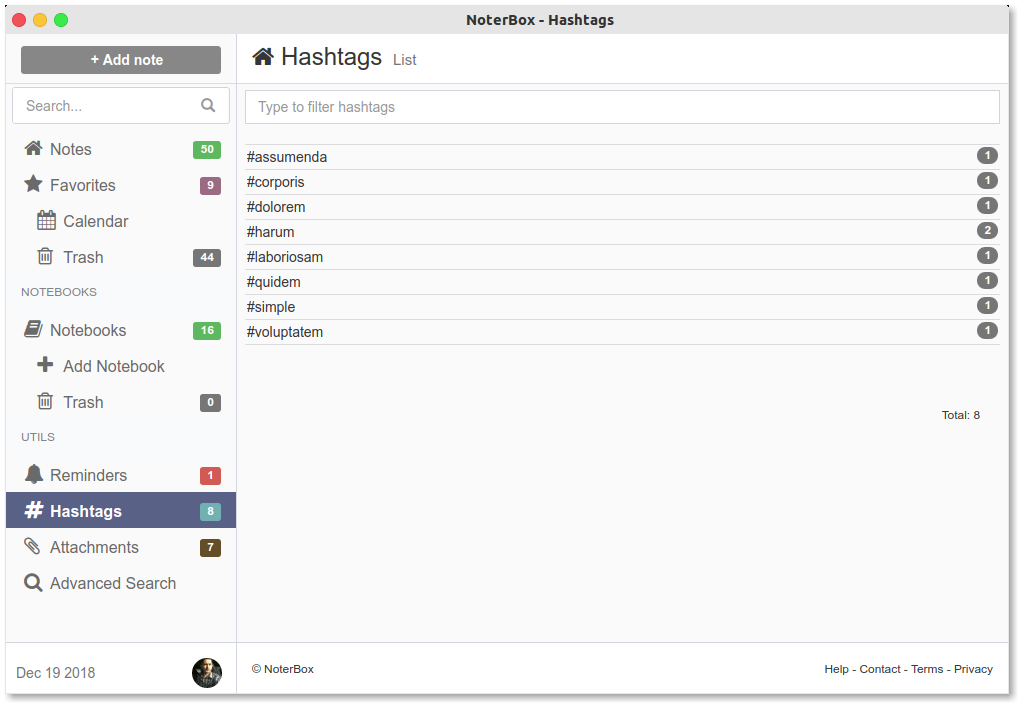 NoterBox - Hashtags
+ Add note
Hashtags List
Search...
Type to filter hashtags
Notes 50
Favorites 9
Calendar
Trash 44
NOTEBOOKS
Notebooks 16
Add Notebook
Trash 0
UTILS
Reminders 1
Hashtags 8
Attachments 7
Advanced Search
#assumenda 1
#corporis 1
#dolorem 1
#harum 2
#laboriosam 1
#quidem 1
#simple 1
#voluptatem 1
Total: 8
Dec 19 2018
© NoterBox
Help - Contact - Terms - Privacy